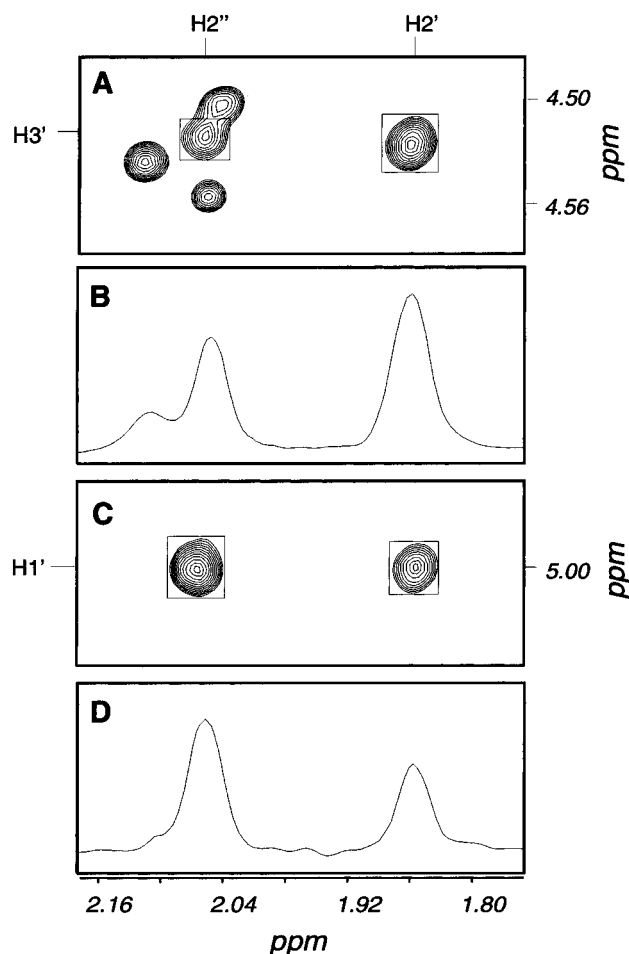 H2'' H2'
A
H3'
4.50
4.56
ppm
B
C
H1'
5.00
ppm
D
2.16 2.04 1.92 1.80
ppm